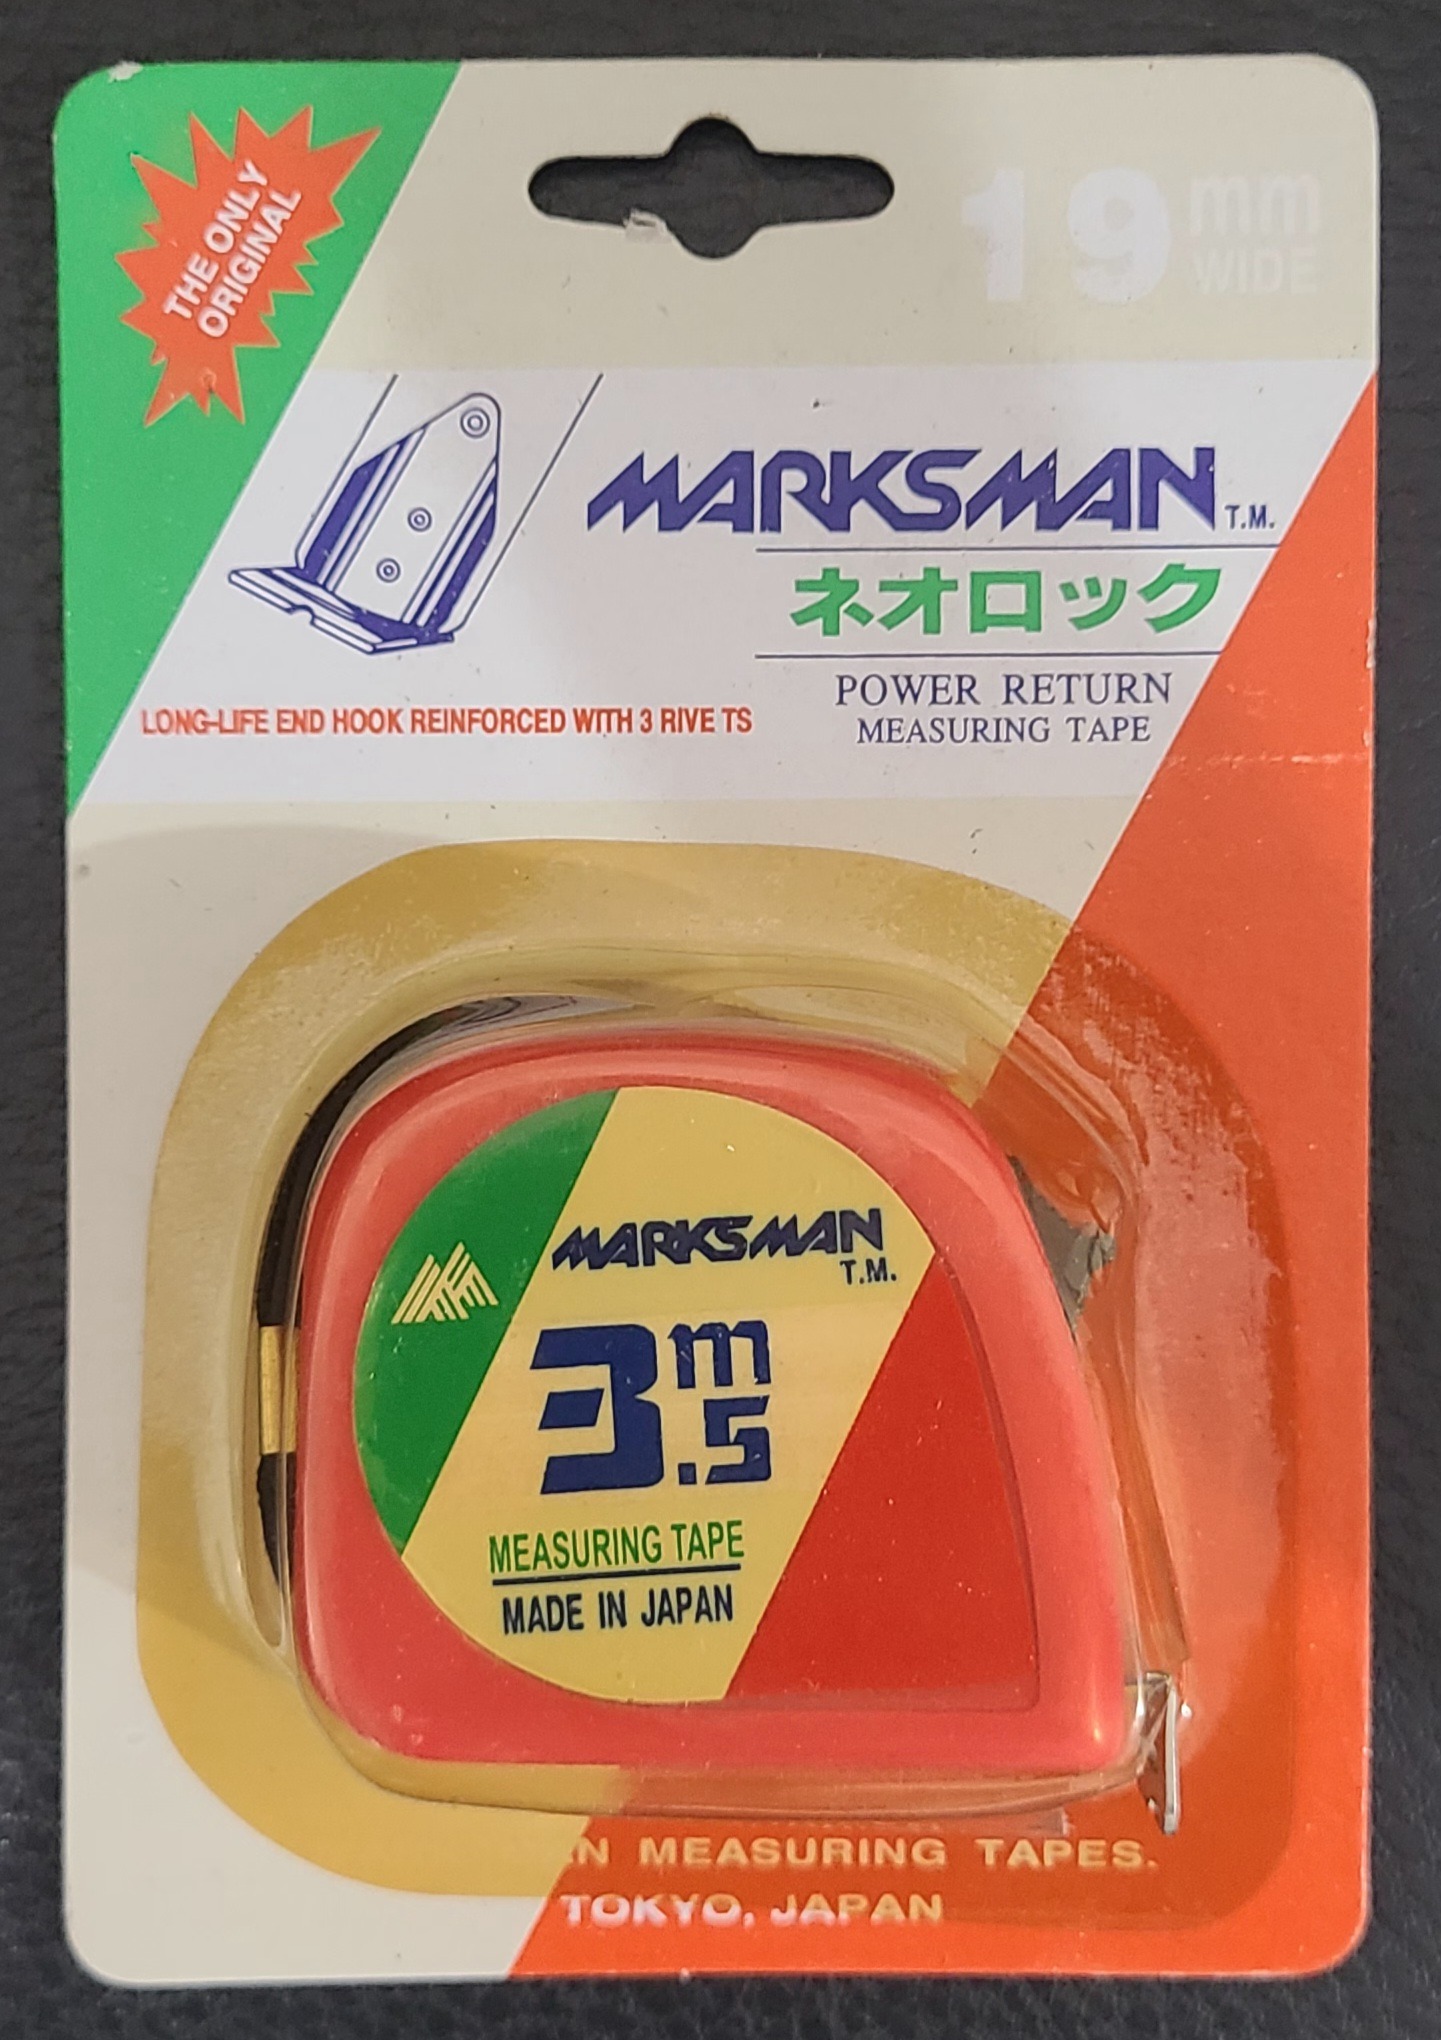 THE ONLY
ORIGINAL
19 mm
WIDE
MARKSMAN T.M.
ネオロック
POWER RETURN
MEASURING TAPE
LONG-LIFE END HOOK REINFORCED WITH 3 RIVE TS
MARKSMAN
T.M.
3m.5
MEASURING TAPE
MADE IN JAPAN
MEASURING TAPES.
TOKYO, JAPAN